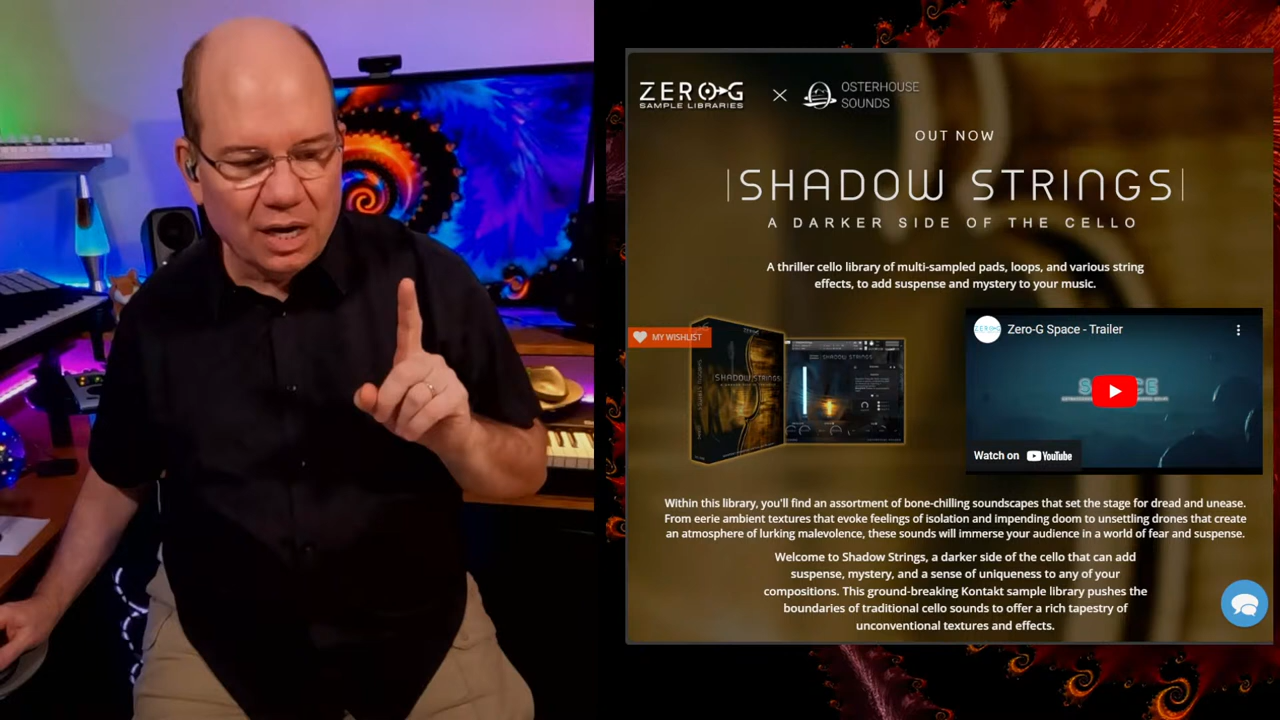 ZERO-G
SAMPLE LIBRARIES
OSTERHOUSE
SOUNDS
OUT NOW
SHADOW STRINGS
A DARKER SIDE OF THE CELLO
A thriller cello library of multi-sampled pads, loops, and various string
effects, to add suspense and mystery to your music.
MY WISHLIST
SHADOW STRINGS
SHADOW STRINGS
ZERO-G
Zero-G Space - Trailer
SPACE
Watch on YouTube
Within this library, you'll find an assortment of bone-chilling soundscapes that set the stage for dread and unease.
From eerie ambient textures that evoke feelings of isolation and impending doom to unsettling drones that create
an atmosphere of lurking malevolence, these sounds will immerse your audience in a world of fear and suspense.
Welcome to Shadow Strings, a darker side of the cello that can add
suspense, mystery, and a sense of uniqueness to any of your
compositions. This ground-breaking Kontakt sample library pushes the
boundaries of traditional cello sounds to offer a rich tapestry of
unconventional textures and effects.